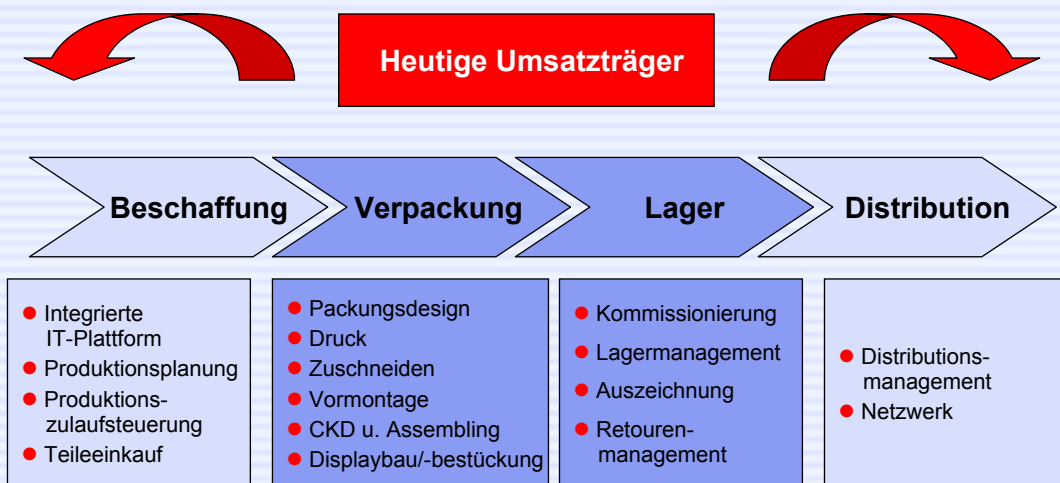 Heutige Umsatzträger
Beschaffung
Verpackung
Lager
Distribution
● Integrierte
IT-Plattform
● Produktionsplanung
● Produktions-
zulaufsteuerung
● Teileeinkauf
● Packungsdesign
● Druck
● Zuschneiden
● Vormontage
● CKD u. Assembling
● Displaybau/-bestückung
● Kommissionierung
● Lagermanagement
● Auszeichnung
● Retouren-
management
● Distributions-
management
● Netzwerk